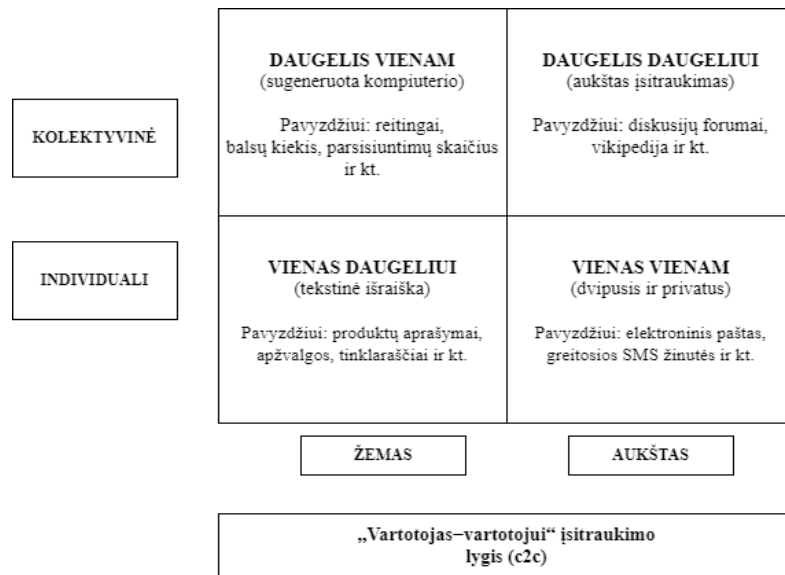 DAUGELIS VIENAM
(sugeneruota kompiuterio)
Pavyzdžiui: reitingai,
balsų kiekis, parsisiuntimų skaičius
ir kt.
DAUGELIS DAUGELIUI
(aukštas įsitraukimas)
Pavyzdžiui: diskusijų forumai,
vikipedija ir kt.
KOLEKTYVINĖ
INDIVIDUALI
VIENAS DAUGELIUI
(tekstinė išraiška)
Pavyzdžiui: produktų aprašymai,
apžvalgos, tinklaraščiai ir kt.
VIENAS VIENAM
(dvipusis ir privatus)
Pavyzdžiui: elektroninis paštas,
greitosios SMS žinutės ir kt.
ŽEMAS
AUKŠTAS
„Vartotojas–vartotojui“ įsitraukimo
lygis (c2c)